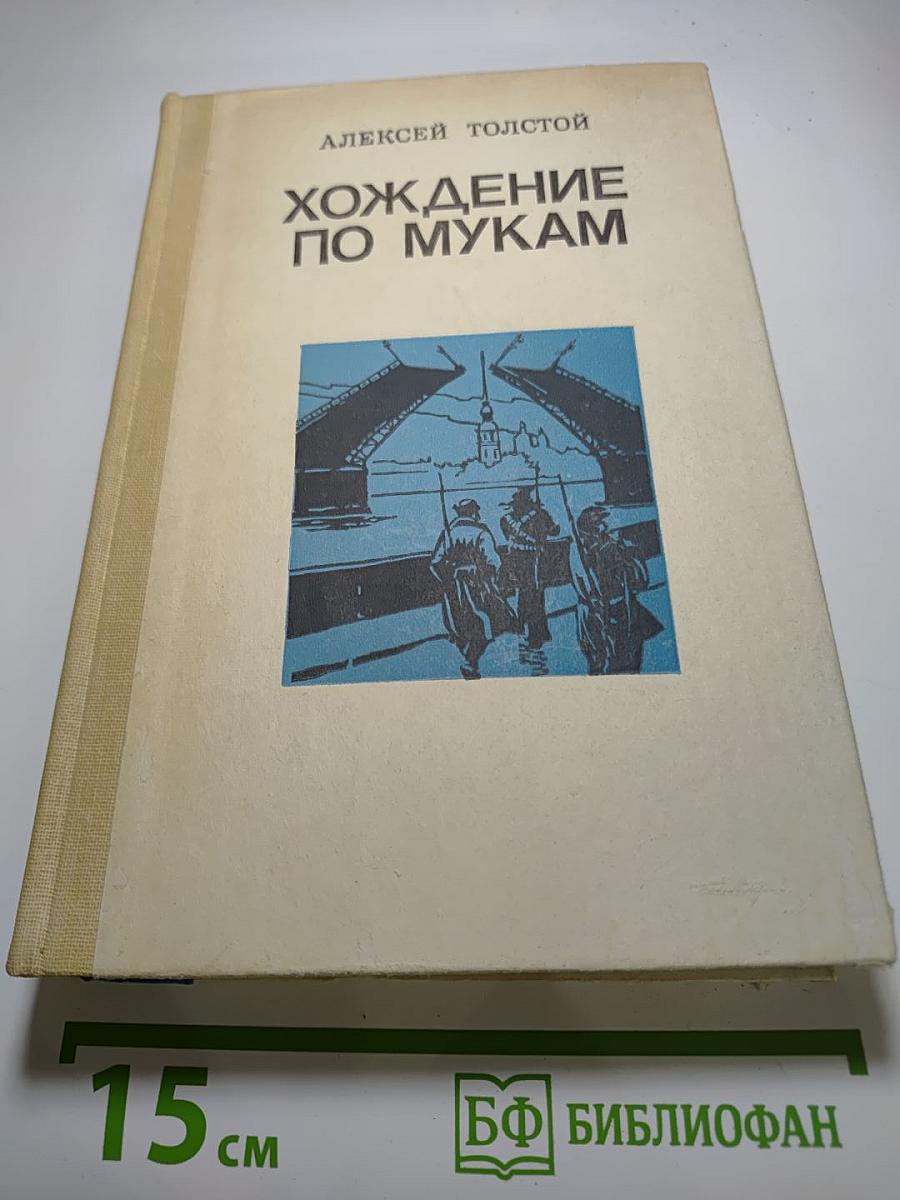 АЛЕКСЕЙ ТОЛСТОЙ
ХОЖДЕНИЕ
ПО МУКАМ
15 см
БФ БИБЛИОФАН